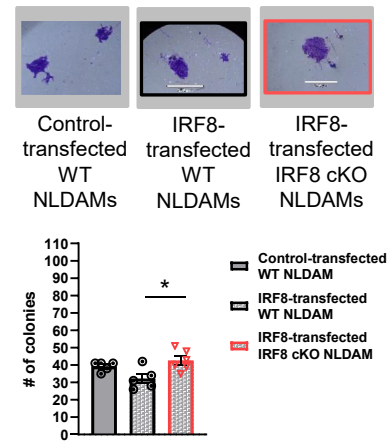 Control-
transfected
WT
NLDAMs
IRF8-
transfected
WT
NLDAMs
IRF8-
transfected
IRF8 cKO
NLDAMs
# of colonies
110
100
90
80
70
60
50
40
30
20
10
0
*
Control-transfected
WT NLDAM
IRF8-transfected
WT NLDAM
IRF8-transfected
IRF8 cKO NLDAM